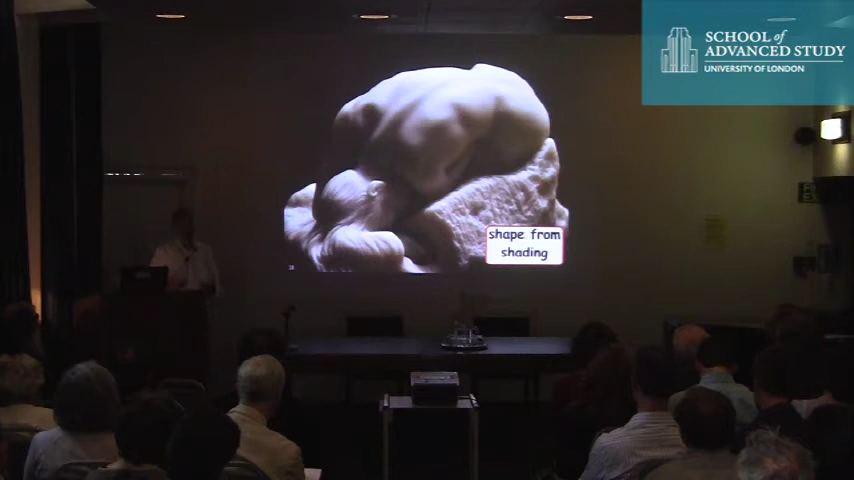 SCHOOL of
ADVANCED STUDY
UNIVERSITY OF LONDON
shape from
shading